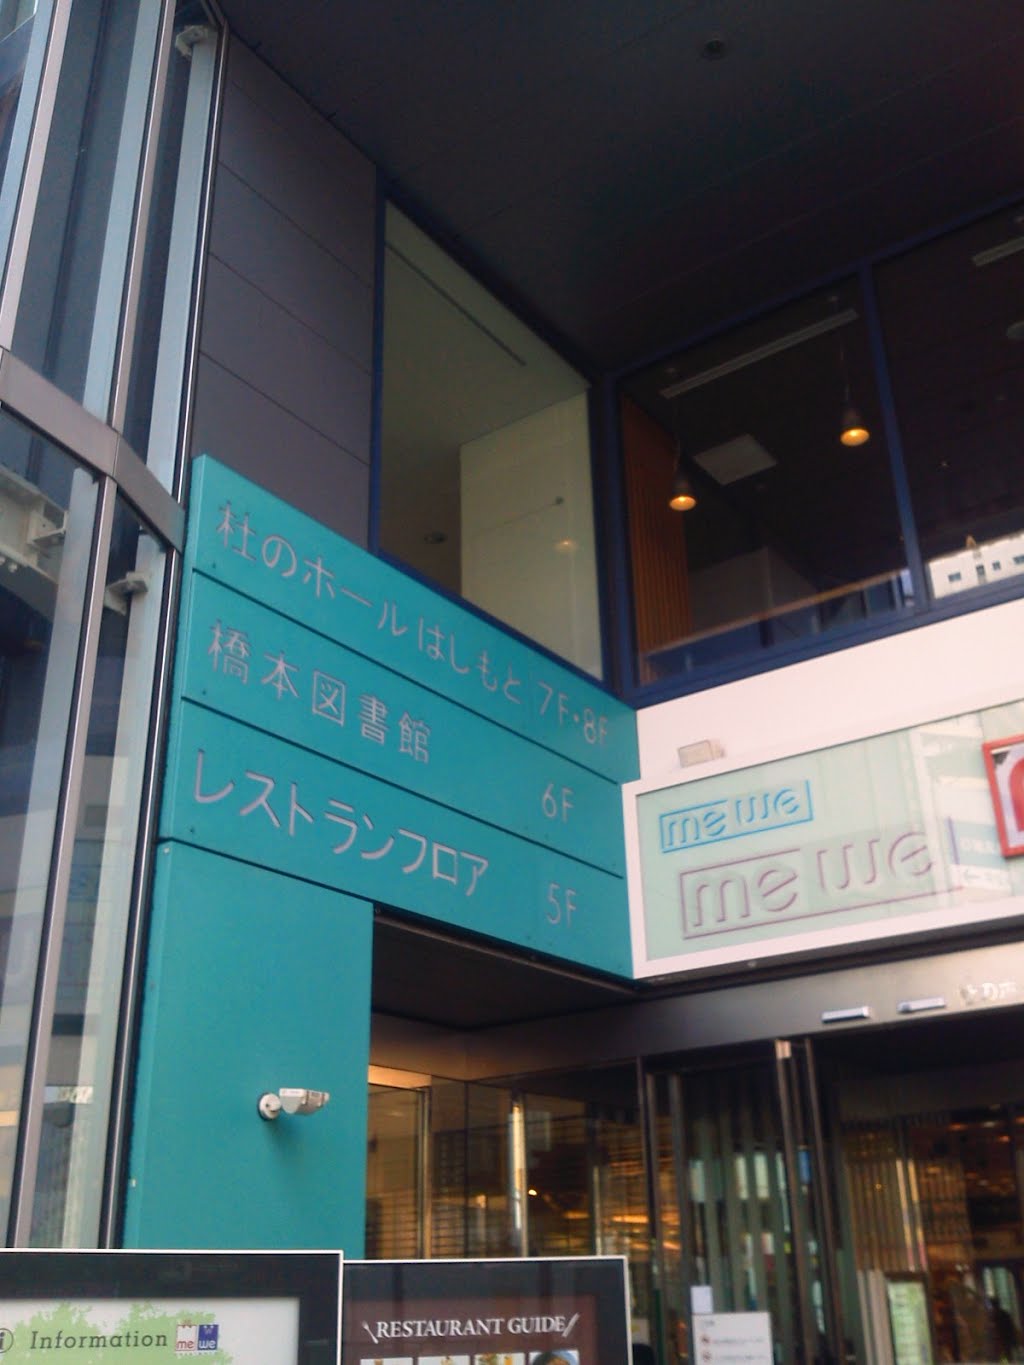 杜のホールはしもと 7F・8F
橋本図書館 6F
レストランフロア 5F
me we
me we
Information me we
RESTAURANT GUIDE